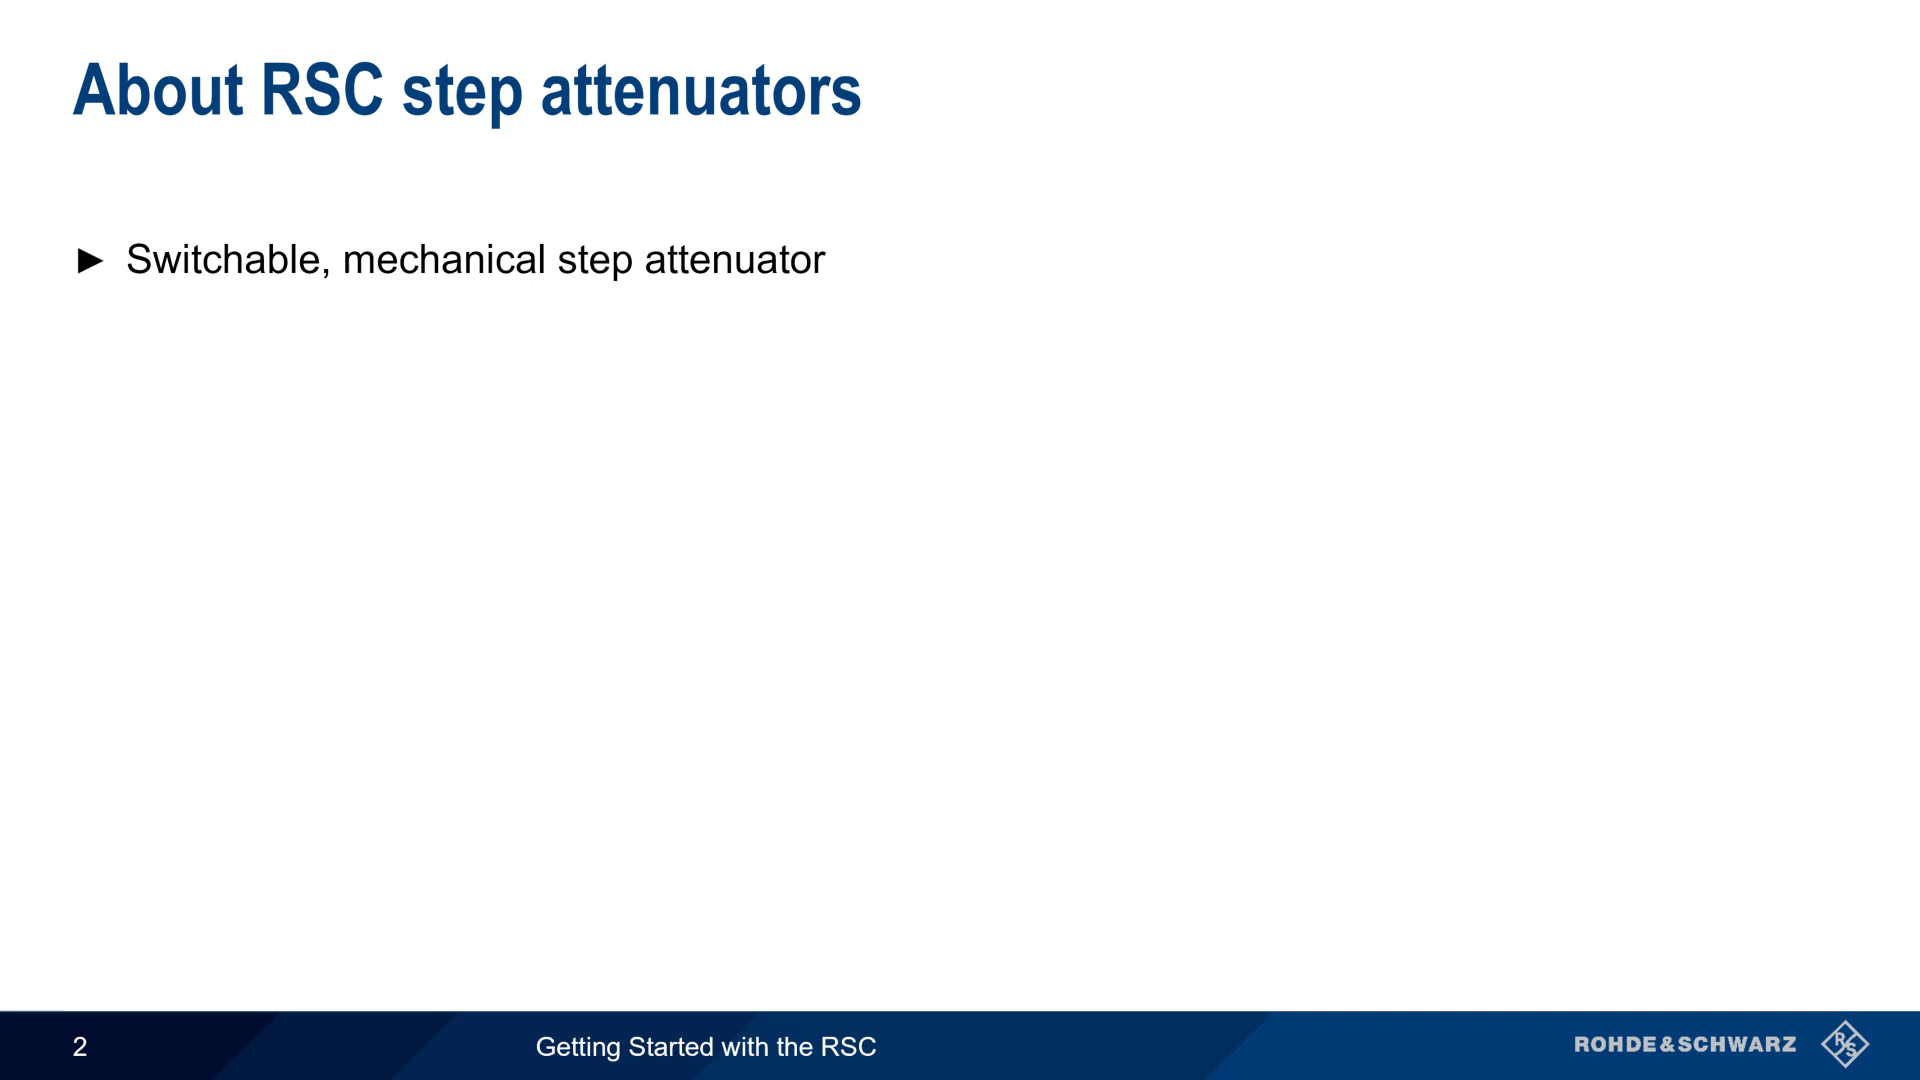 About RSC step attenuators
► Switchable, mechanical step attenuator
2
Getting Started with the RSC
ROHDE&SCHWARZ
R&S